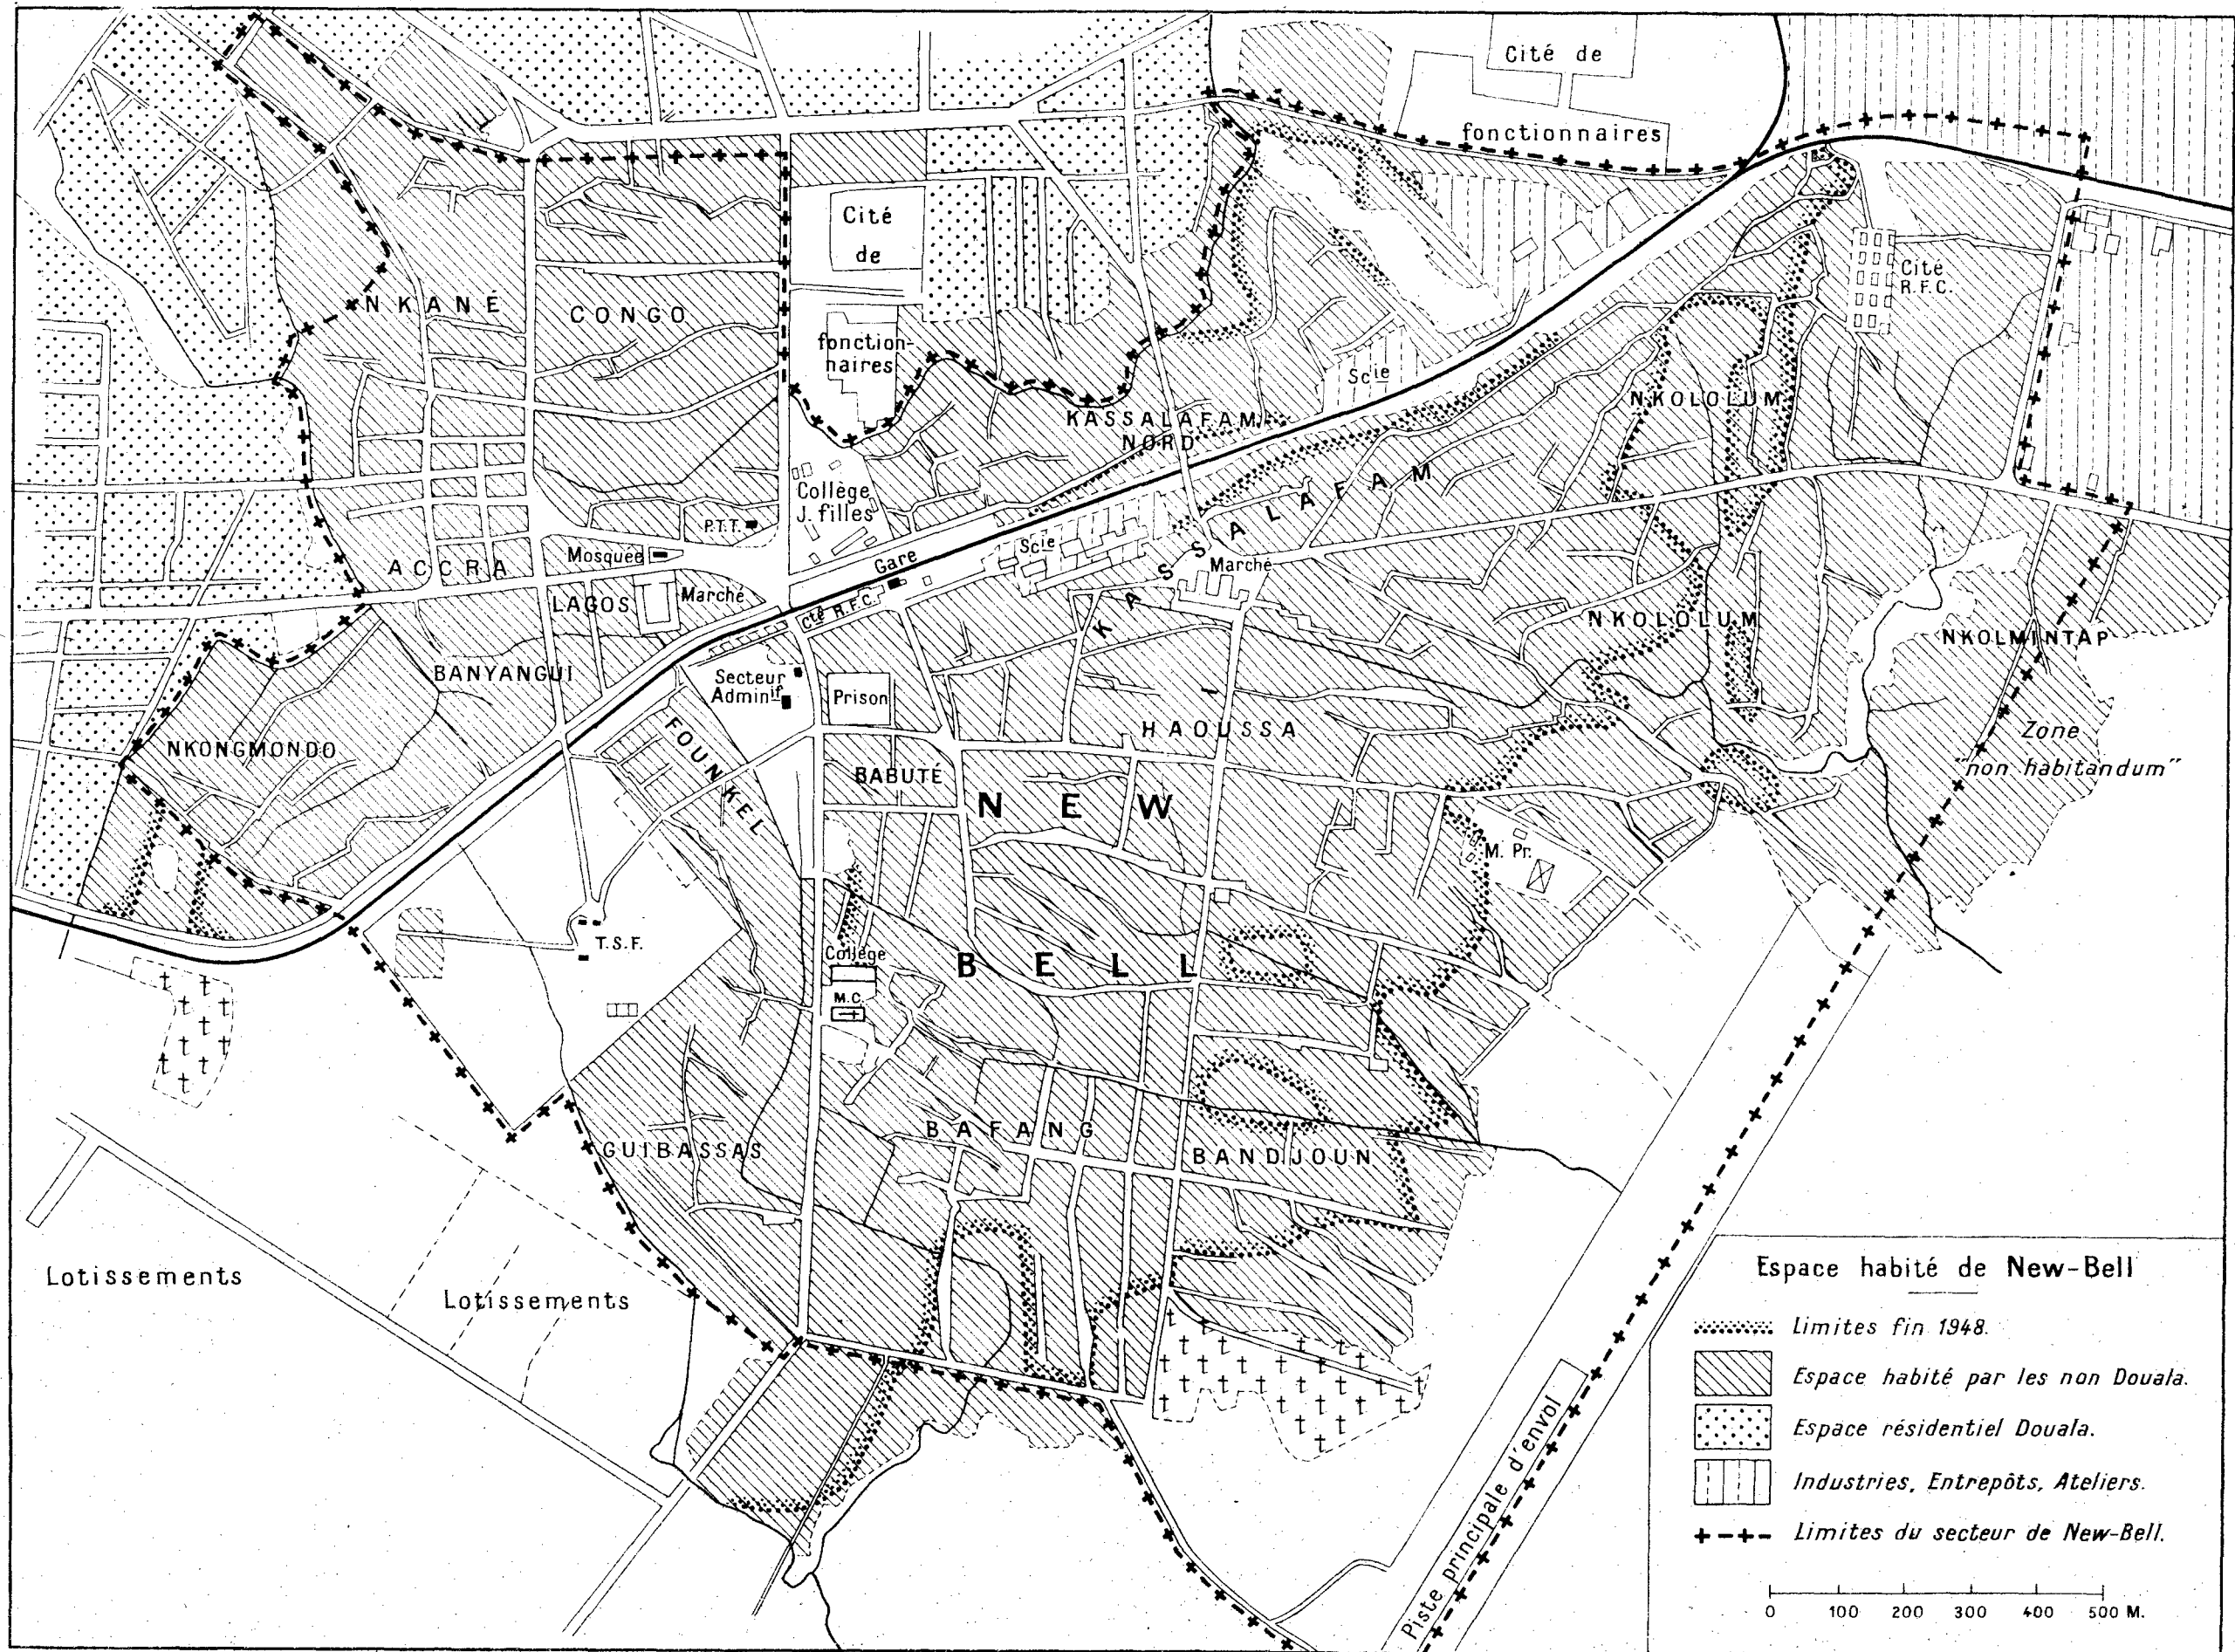 Cité de
fonctionnaires
Cité
de
fonction-
naires
Cité
R.F.C.
NKANÉ
CONGO
Scie
NKOLOLUM
KASSALAFAM
NORD
KASSALAFAM
Collège
J. filles
P.T.T.
Mosquée
Gare
Scie
Marché
ACCRA
LAGOS
Marché
Cté R.F.C.
NKOLOLUM
NKOLMINTAP
BANYANGUI
Secteur
Adminif
Prison
FOUNKEL
HAOUSSA
Zone
"non habitandum"
NKONGMONDO
BABUTÉ
NEW
M. Pr.
T.S.F.
Collège
BELL
M.C.
GUIBASSAS
BAFANG
BANDJOUN
Lotissements
Lotissements
Piste principale d'envol
Espace habité de New-Bell
Limites fin 1948.
Espace habité par les non Douala.
Espace résidentiel Douala.
Industries, Entrepôts, Ateliers.
Limites du secteur de New-Bell.
0 100 200 300 400 500 M.